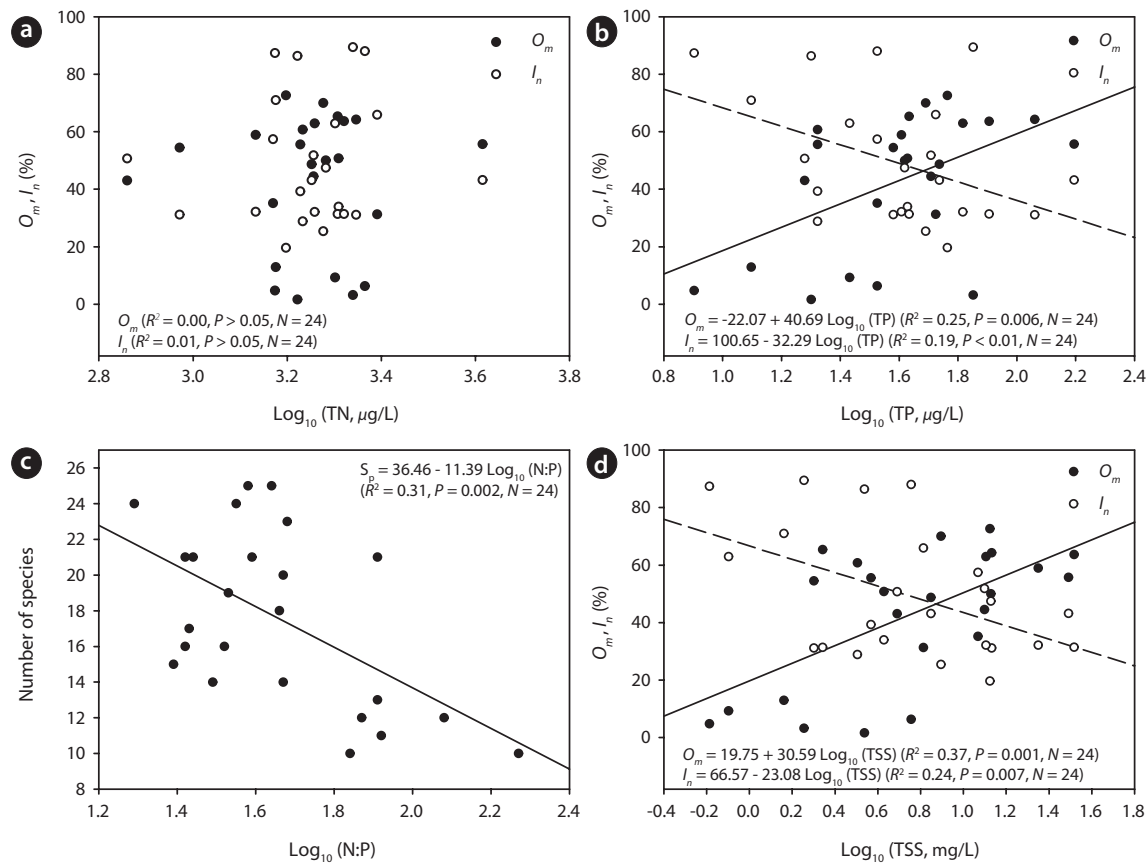 a
100
80
60
40
20
0
Om, In (%)
Om
In
Om (R2 = 0.00, P > 0.05, N = 24)
In (R2 = 0.01, P > 0.05, N = 24)
2.8 3.0 3.2 3.4 3.6 3.8
Log10 (TN, μg/L)
b
100
80
60
40
20
0
Om, In (%)
Om
In
Om = -22.07 + 40.69 Log10 (TP) (R2 = 0.25, P = 0.006, N = 24)
In = 100.65 - 32.29 Log10 (TP) (R2 = 0.19, P < 0.01, N = 24)
0.8 1.0 1.2 1.4 1.6 1.8 2.0 2.2 2.4
Log10 (TP, μg/L)
c
26
24
22
20
18
16
14
12
10
8
Number of species
Sp = 36.46 - 11.39 Log10 (N:P)
(R2 = 0.31, P = 0.002, N = 24)
1.2 1.4 1.6 1.8 2.0 2.2 2.4
Log10 (N:P)
d
100
80
60
40
20
0
Om, In (%)
Om
In
Om = 19.75 + 30.59 Log10 (TSS) (R2 = 0.37, P = 0.001, N = 24)
In = 66.57 - 23.08 Log10 (TSS) (R2 = 0.24, P = 0.007, N = 24)
-0.4 -0.2 0.0 0.2 0.4 0.6 0.8 1.0 1.2 1.4 1.6 1.8
Log10 (TSS, mg/L)